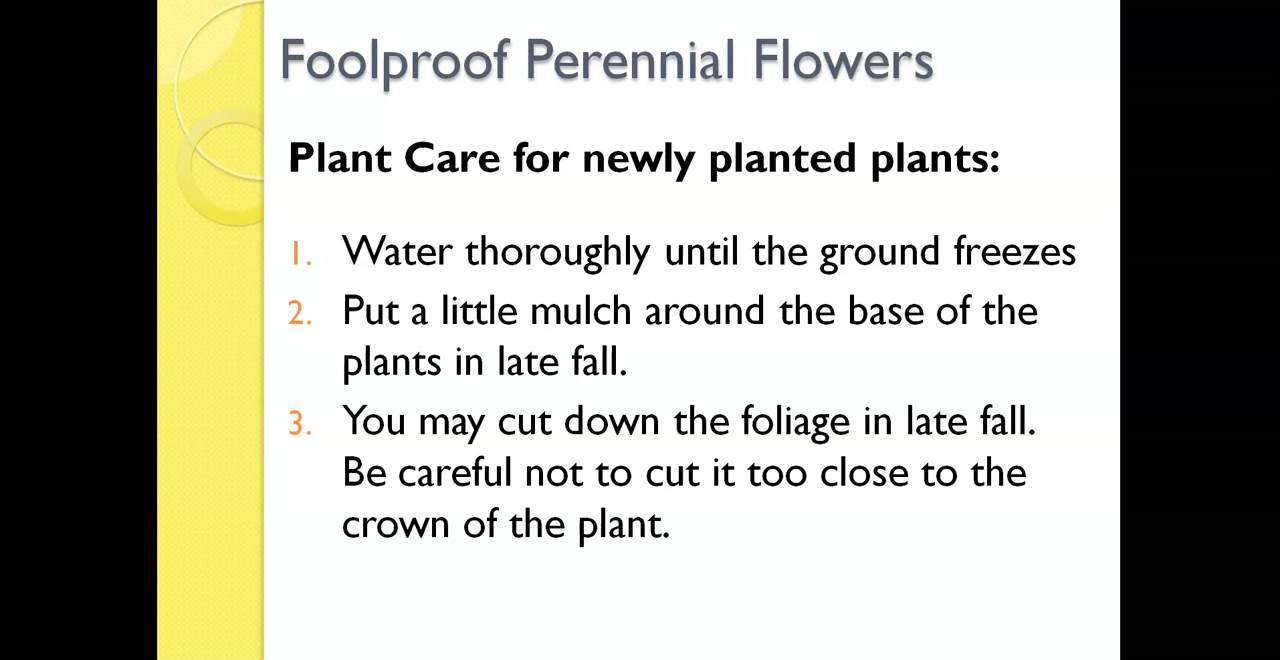 Foolproof Perennial Flowers
Plant Care for newly planted plants:
1. Water thoroughly until the ground freezes
2. Put a little mulch around the base of the
plants in late fall.
3. You may cut down the foliage in late fall.
Be careful not to cut it too close to the
crown of the plant.